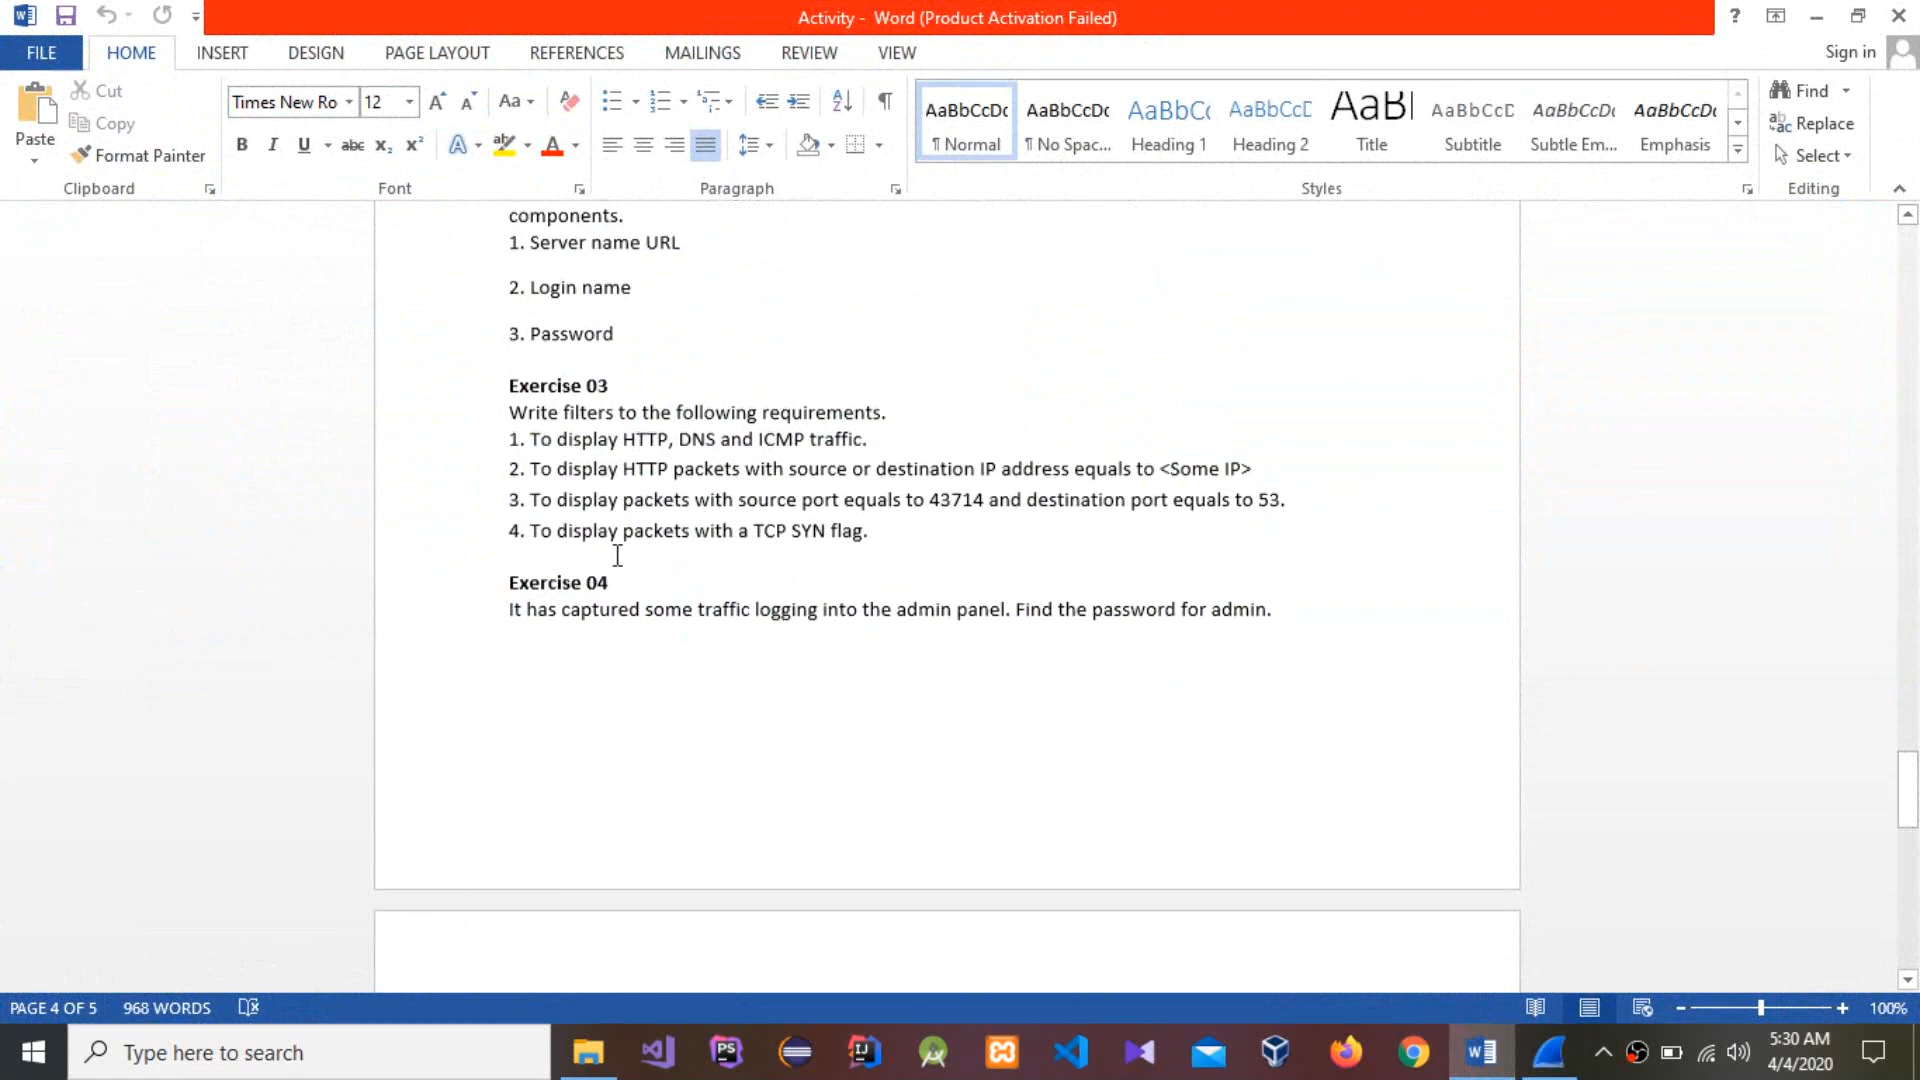 Activity - Word (Product Activation Failed)
FILE HOME INSERT DESIGN PAGE LAYOUT REFERENCES MAILINGS REVIEW VIEW Sign in
Paste
Cut
Copy
Format Painter
Clipboard
Times New Ro 12
Font
Paragraph
AaBbCcDc AaBbCcDc AaBbCc AaBbCcD AaBl AaBbCcD AaBbCcDc AaBbCcDc
¶ Normal ¶ No Spac... Heading 1 Heading 2 Title Subtitle Subtle Em... Emphasis
Styles
Find
Replace
Select
Editing
components.
1. Server name URL
2. Login name
3. Password
Exercise 03
Write filters to the following requirements.
1. To display HTTP, DNS and ICMP traffic.
2. To display HTTP packets with source or destination IP address equals to <Some IP>
3. To display packets with source port equals to 43714 and destination port equals to 53.
4. To display packets with a TCP SYN flag.
Exercise 04
It has captured some traffic logging into the admin panel. Find the password for admin.
PAGE 4 OF 5 968 WORDS 100%
Type here to search
5:30 AM
4/4/2020